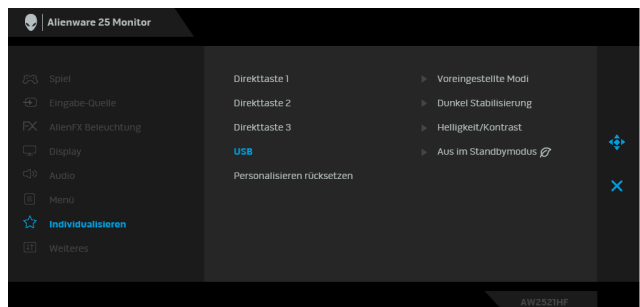 Alienware 25 Monitor
Spiel
Eingabe-Quelle
AlienFX Beleuchtung
Display
Audio
Menü
Individualisieren
Weiteres
Direkttaste 1 Voreingestellte Modi
Direkttaste 2 Dunkel Stabilisierung
Direkttaste 3 Helligkeit/Kontrast
USB Aus im Standbymodus
Personalisieren rücksetzen
AW2521HF